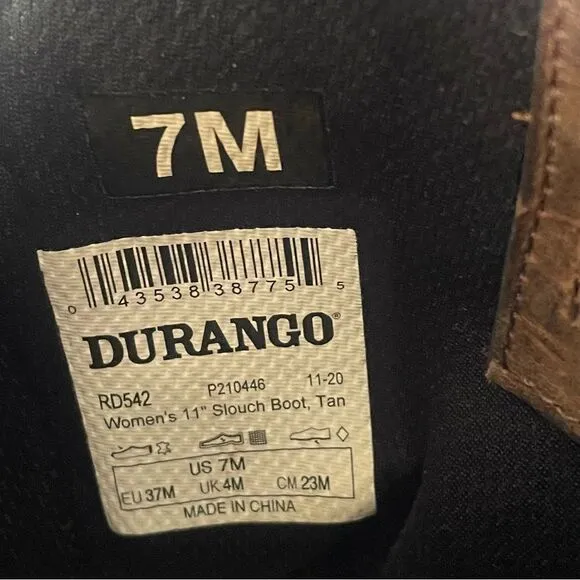 7M
0 43538 38775 5
DURANGO®
RD542 P210446 11-20
Women's 11" Slouch Boot, Tan
US 7M
EU 37M UK 4M CM 23M
MADE IN CHINA